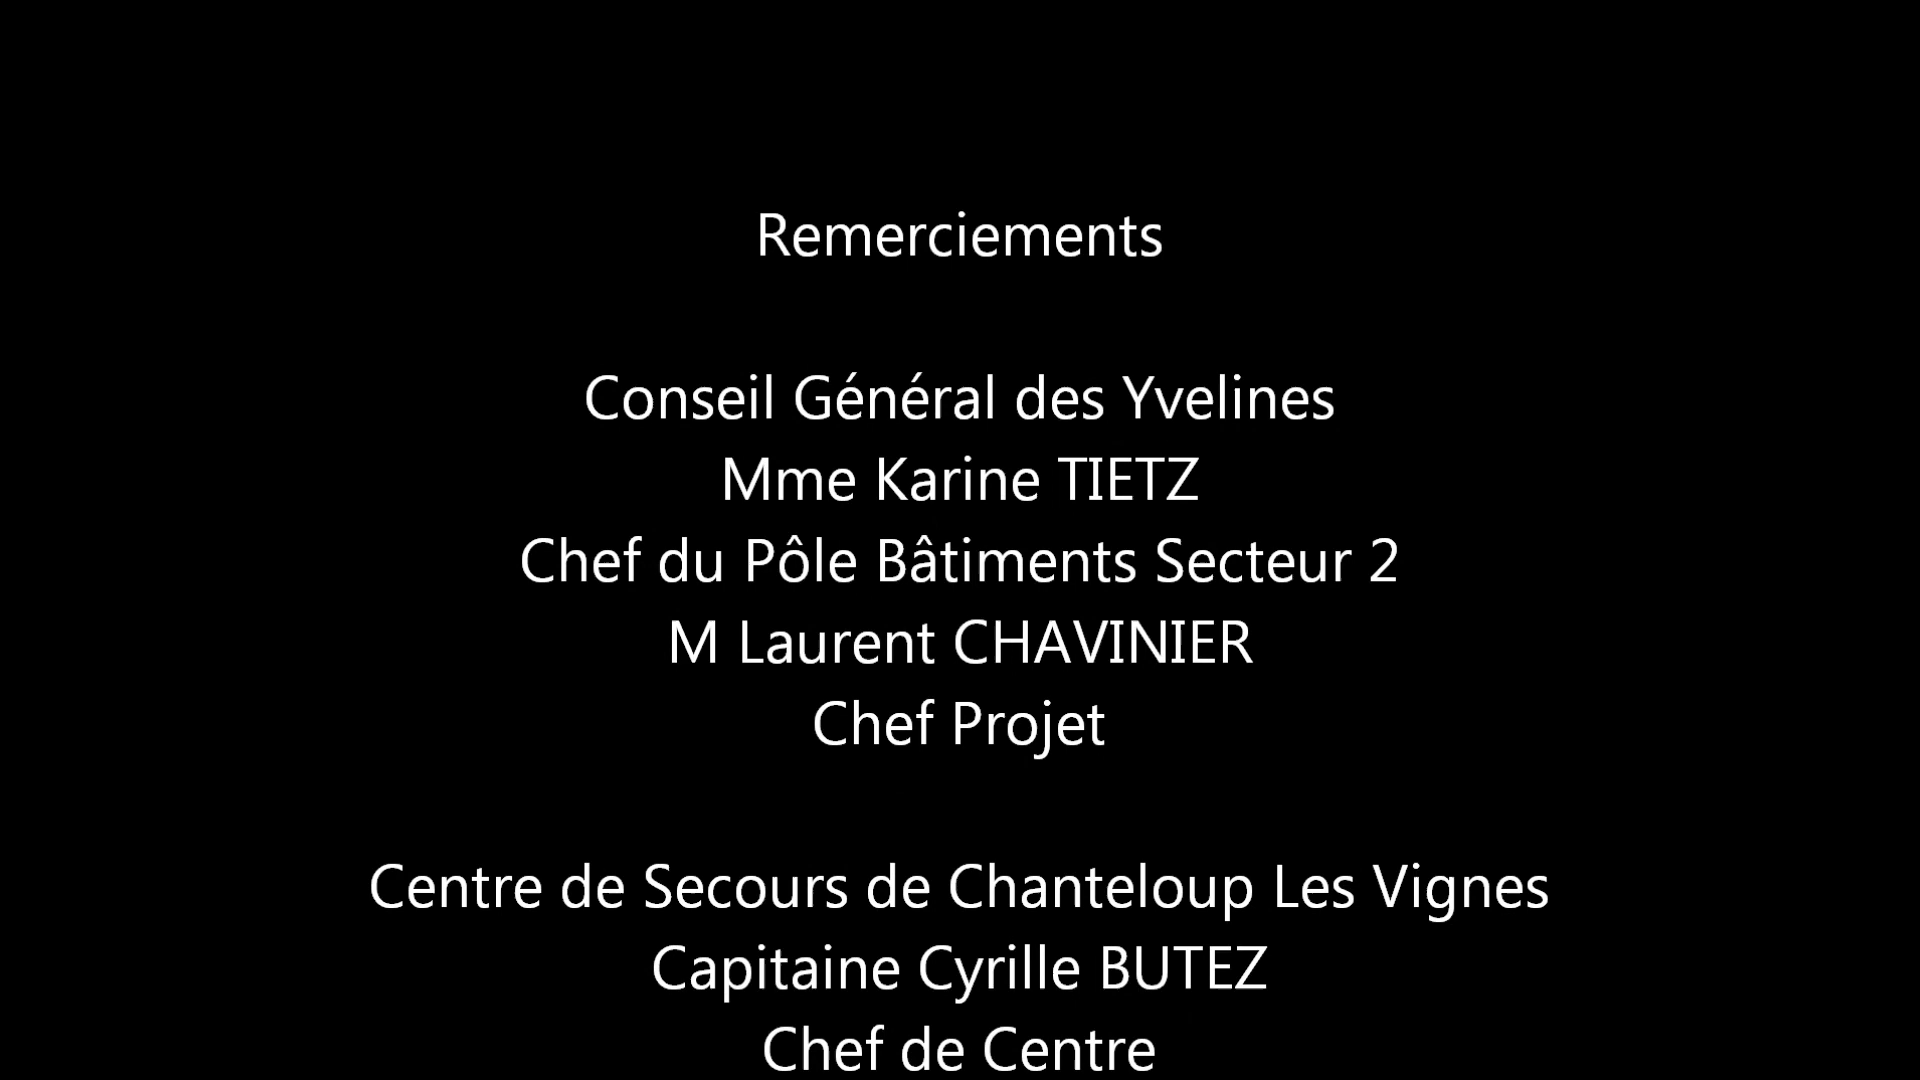 Remerciements
Conseil Général des Yvelines
Mme Karine TIETZ
Chef du Pôle Bâtiments Secteur 2
M Laurent CHAVINIER
Chef Projet
Centre de Secours de Chanteloup Les Vignes
Capitaine Cyrille BUTEZ
Chef de Centre